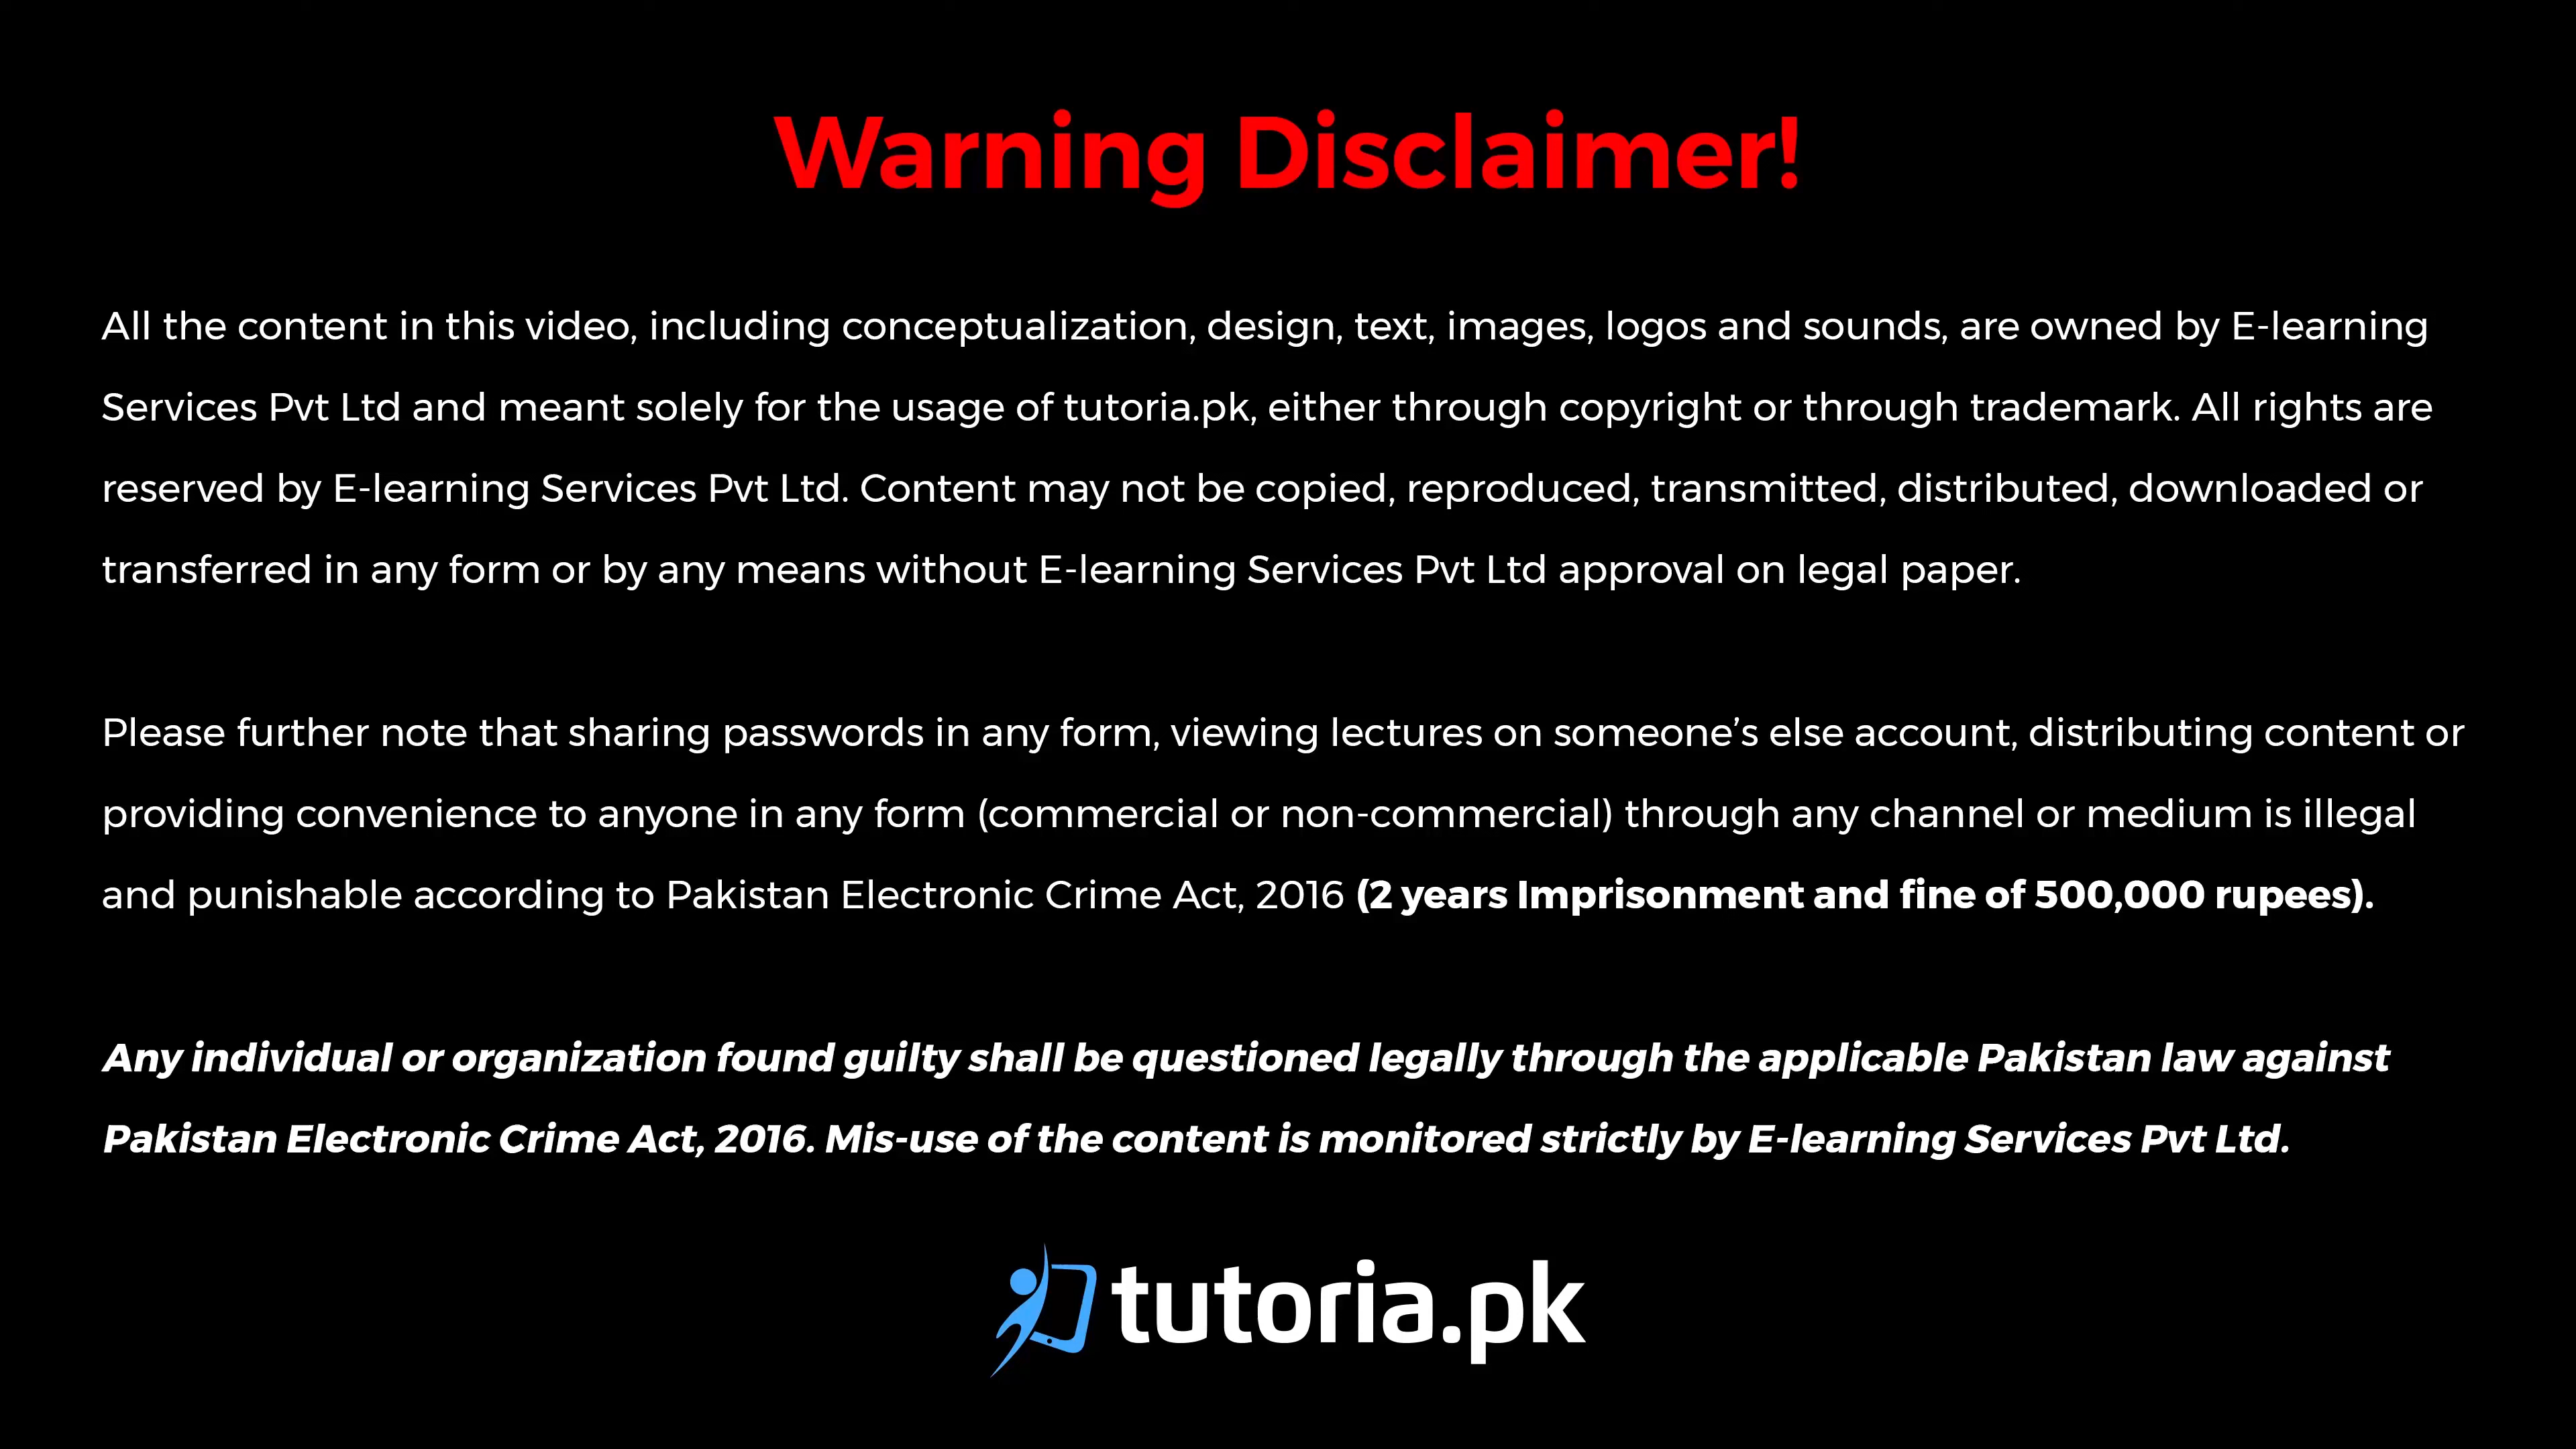 Warning Disclaimer!
All the content in this video, including conceptualization, design, text, images, logos and sounds, are owned by E-learning
Services Pvt Ltd and meant solely for the usage of tutoria.pk, either through copyright or through trademark. All rights are
reserved by E-learning Services Pvt Ltd. Content may not be copied, reproduced, transmitted, distributed, downloaded or
transferred in any form or by any means without E-learning Services Pvt Ltd approval on legal paper.
Please further note that sharing passwords in any form, viewing lectures on someone’s else account, distributing content or
providing convenience to anyone in any form (commercial or non-commercial) through any channel or medium is illegal
and punishable according to Pakistan Electronic Crime Act, 2016 (2 years Imprisonment and fine of 500,000 rupees).
Any individual or organization found guilty shall be questioned legally through the applicable Pakistan law against
Pakistan Electronic Crime Act, 2016. Mis-use of the content is monitored strictly by E-learning Services Pvt Ltd.
tutoria.pk